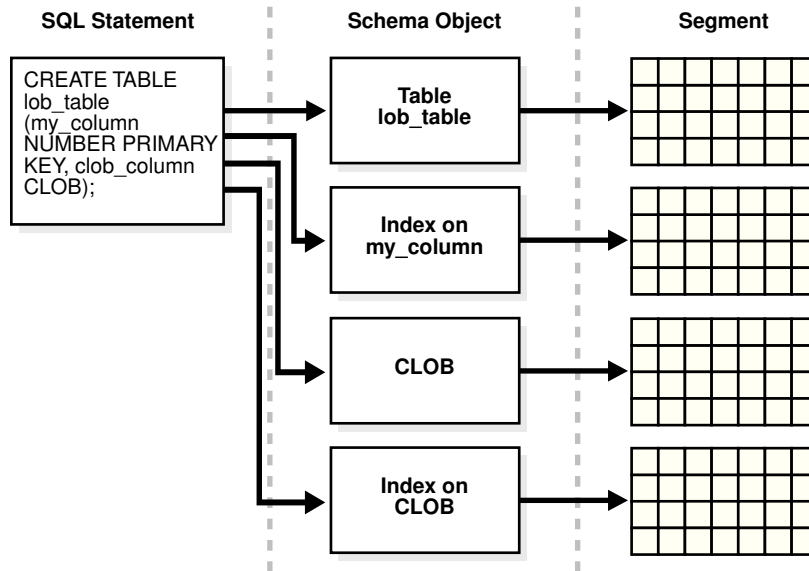 SQL Statement
Schema Object
Segment
CREATE TABLE
lob_table
(my_column
NUMBER PRIMARY
KEY, clob_column
CLOB);
Table
lob_table
Index on
my_column
CLOB
Index on
CLOB